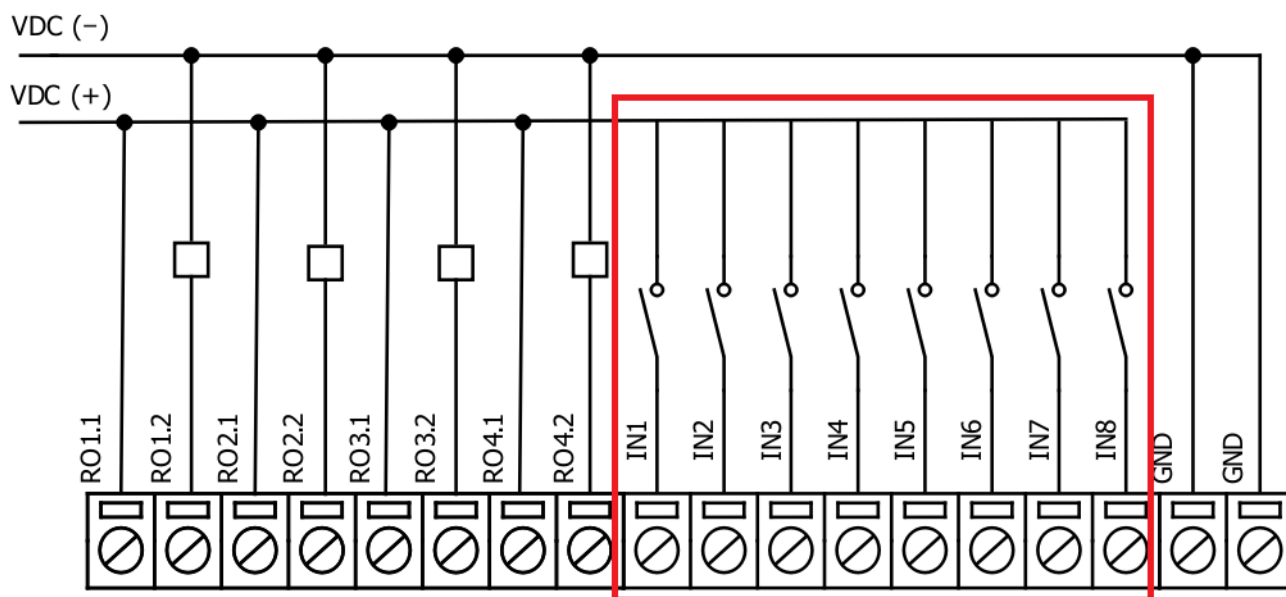 VDC (−)
VDC (+)
RO1.1
RO1.2
RO2.1
RO2.2
RO3.1
RO3.2
RO4.1
RO4.2
IN1
IN2
IN3
IN4
IN5
IN6
IN7
IN8
GND
GND